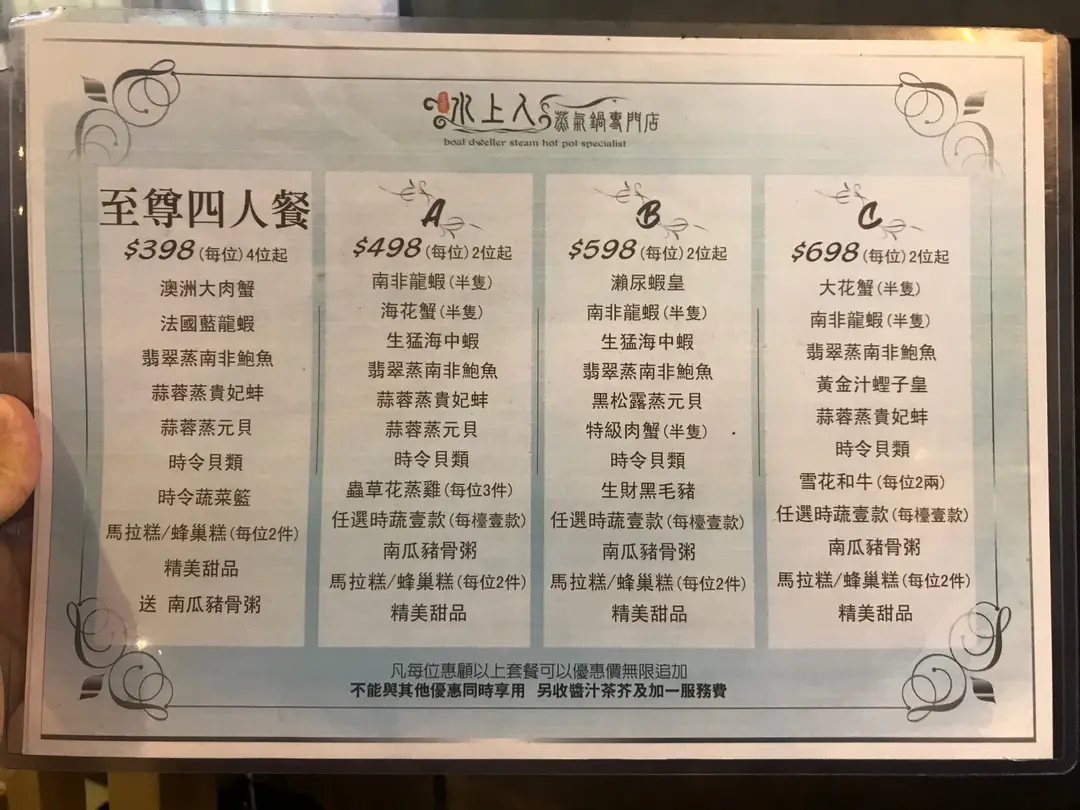 水上人蒸氣鍋專門店
boat dweller steam hot pot specialist
至尊四人餐
$398(每位)4位起
澳洲大肉蟹
法國藍龍蝦
翡翠蒸南非鮑魚
蒜蓉蒸貴妃蚌
蒜蓉蒸元貝
時令貝類
時令蔬菜籃
馬拉糕/蜂巢糕(每位2件)
精美甜品
送 南瓜豬骨粥
A
$498(每位)2位起
南非龍蝦(半隻)
海花蟹(半隻)
生猛海中蝦
翡翠蒸南非鮑魚
蒜蓉蒸貴妃蚌
蒜蓉蒸元貝
時令貝類
蟲草花蒸雞(每位3件)
任選時蔬壹款(每檯壹款)
南瓜豬骨粥
馬拉糕/蜂巢糕(每位2件)
精美甜品
B
$598(每位)2位起
瀨尿蝦皇
南非龍蝦(半隻)
生猛海中蝦
翡翠蒸南非鮑魚
黑松露蒸元貝
特級肉蟹(半隻)
時令貝類
生財黑毛豬
任選時蔬壹款(每檯壹款)
南瓜豬骨粥
馬拉糕/蜂巢糕(每位2件)
精美甜品
C
$698(每位)2位起
大花蟹(半隻)
南非龍蝦(半隻)
翡翠蒸南非鮑魚
黃金汁蟶子皇
蒜蓉蒸貴妃蚌
時令貝類
雪花和牛(每位2兩)
任選時蔬壹款(每檯壹款)
南瓜豬骨粥
馬拉糕/蜂巢糕(每位2件)
精美甜品
凡每位惠顧以上套餐可以優惠價無限追加
不能與其他優惠同時享用 另收醬汁茶芥及加一服務費